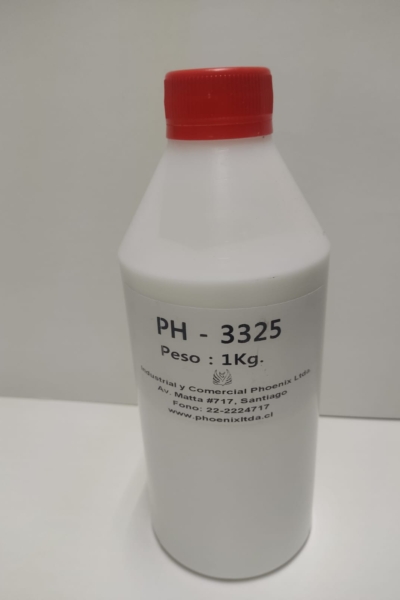 PH - 3325
Peso : 1Kg.
Industrial y Comercial Phoenix Ltda.
Av. Matta #717, Santiago
Fono: 22-2224717
www.phoenixltda.cl